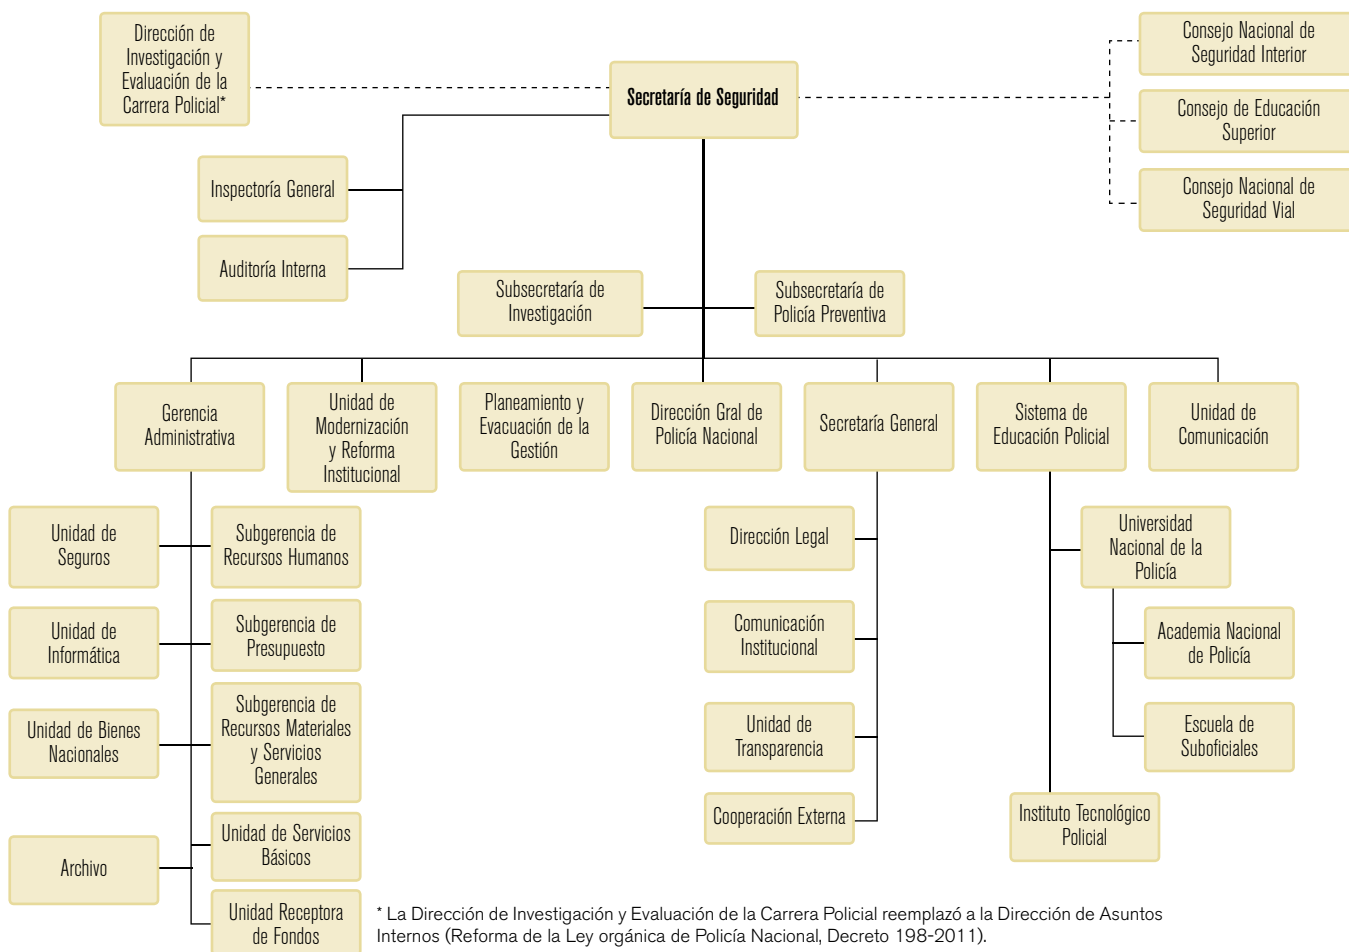 Dirección de
Investigación y
Evaluación de la
Carrera Policial*
Secretaría de Seguridad
Consejo Nacional de
Seguridad Interior
Consejo de Educación
Superior
Consejo Nacional de
Seguridad Vial
Inspectoría General
Auditoría Interna
Subsecretaría de
Investigación
Subsecretaría de
Policía Preventiva
Gerencia
Administrativa
Unidad de
Modernización
y Reforma
Institucional
Planeamiento y
Evacuación de la
Gestión
Dirección Gral de
Policía Nacional
Secretaría General
Sistema de
Educación Policial
Unidad de
Comunicación
Unidad de
Seguros
Subgerencia de
Recursos Humanos
Unidad de
Informática
Subgerencia de
Presupuesto
Unidad de Bienes
Nacionales
Subgerencia de
Recursos Materiales
y Servicios
Generales
Archivo
Unidad de Servicios
Básicos
Unidad Receptora
de Fondos
Dirección Legal
Comunicación
Institucional
Unidad de
Transparencia
Cooperación Externa
Universidad
Nacional de la
Policía
Academia Nacional
de Policía
Escuela de
Suboficiales
Instituto Tecnológico
Policial
* La Dirección de Investigación y Evaluación de la Carrera Policial reemplazó a la Dirección de Asuntos
Internos (Reforma de la Ley orgánica de Policía Nacional, Decreto 198-2011).